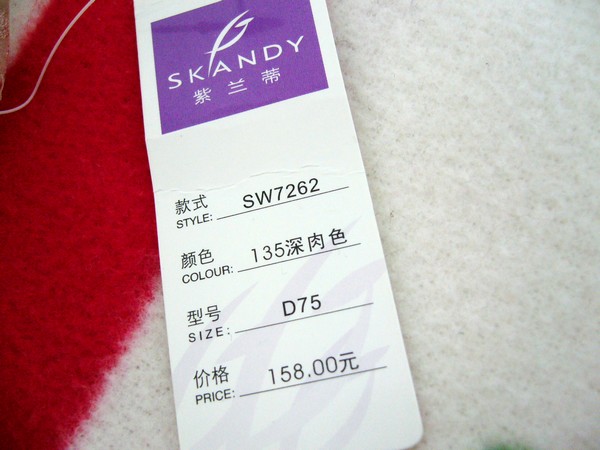 SKANDY
紫兰蒂
款式 SW7262
STYLE:
颜色 135深肉色
COLOUR:
型号 D75
SIZE:
价格 158.00元
PRICE: